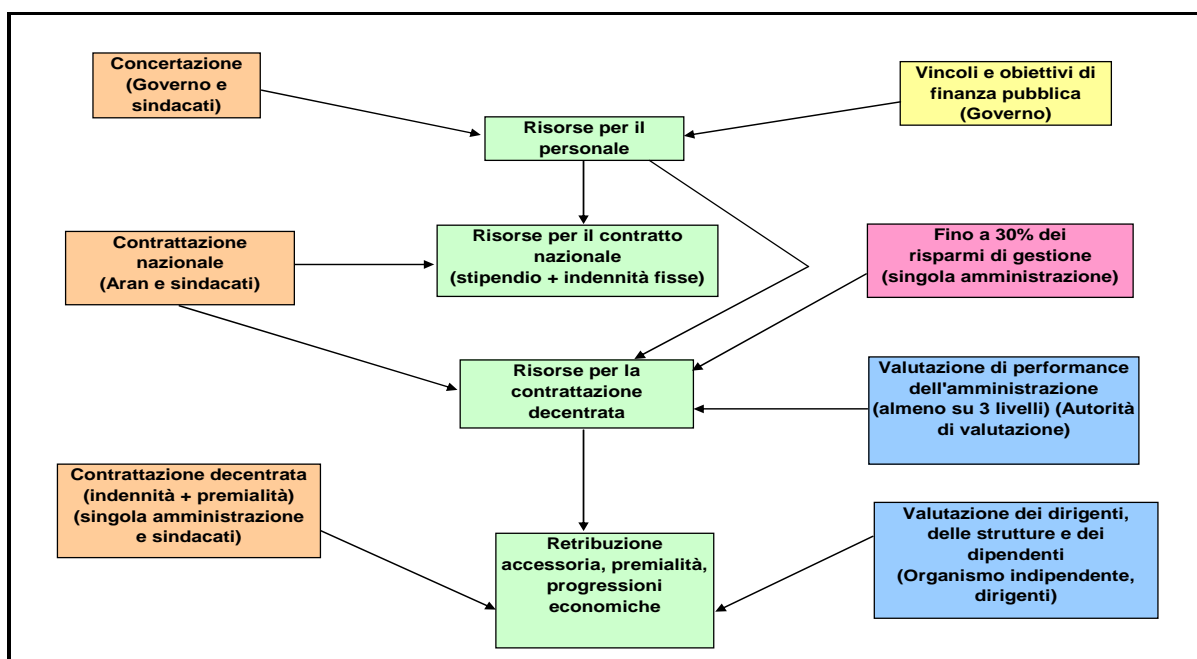 Concertazione
(Governo e
sindacati)
Vincoli e obiettivi di
finanza pubblica
(Governo)
Risorse per il
personale
Contrattazione
nazionale
(Aran e sindacati)
Risorse per il contratto
nazionale
(stipendio + indennità fisse)
Fino a 30% dei
risparmi di gestione
(singola amministrazione)
Risorse per la
contrattazione
decentrata
Valutazione di performance
dell'amministrazione
(almeno su 3 livelli) (Autorità
di valutazione)
Contrattazione decentrata
(indennità + premialità)
(singola amministrazione
e sindacati)
Retribuzione
accessoria, premialità,
progressioni
economiche
Valutazione dei dirigenti,
delle strutture e dei
dipendenti
(Organismo indipendente,
dirigenti)